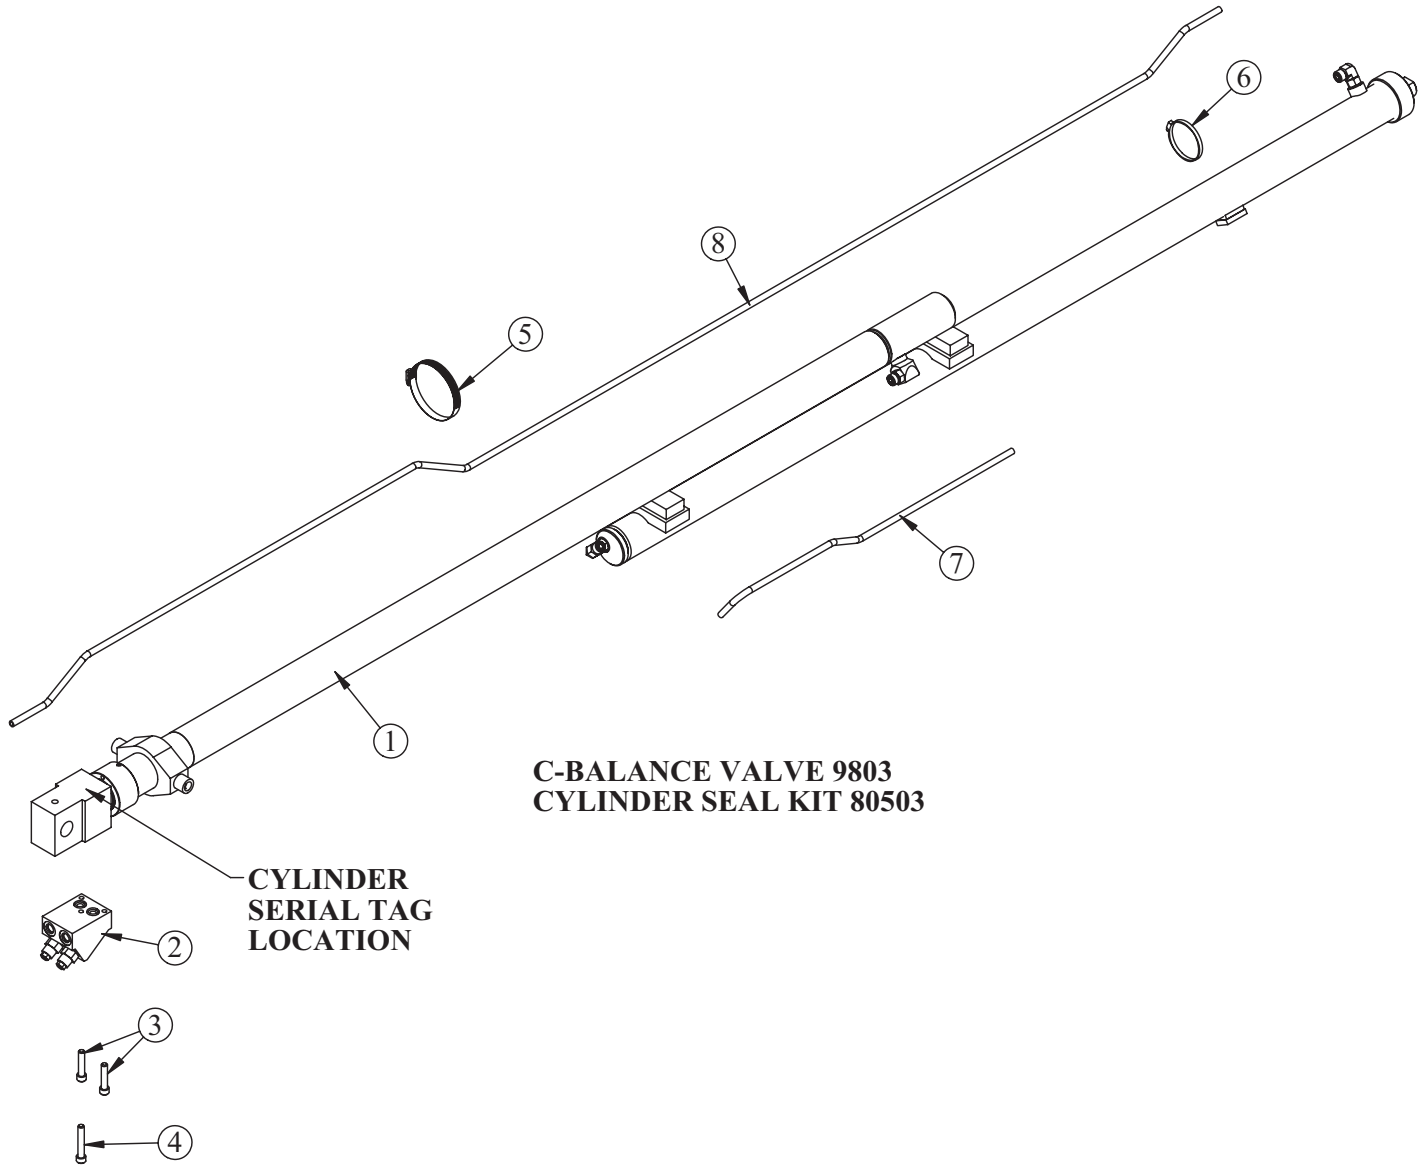 6
8
5
7
1
C-BALANCE VALVE 9803
CYLINDER SEAL KIT 80503
CYLINDER
SERIAL TAG
LOCATION
2
3
4